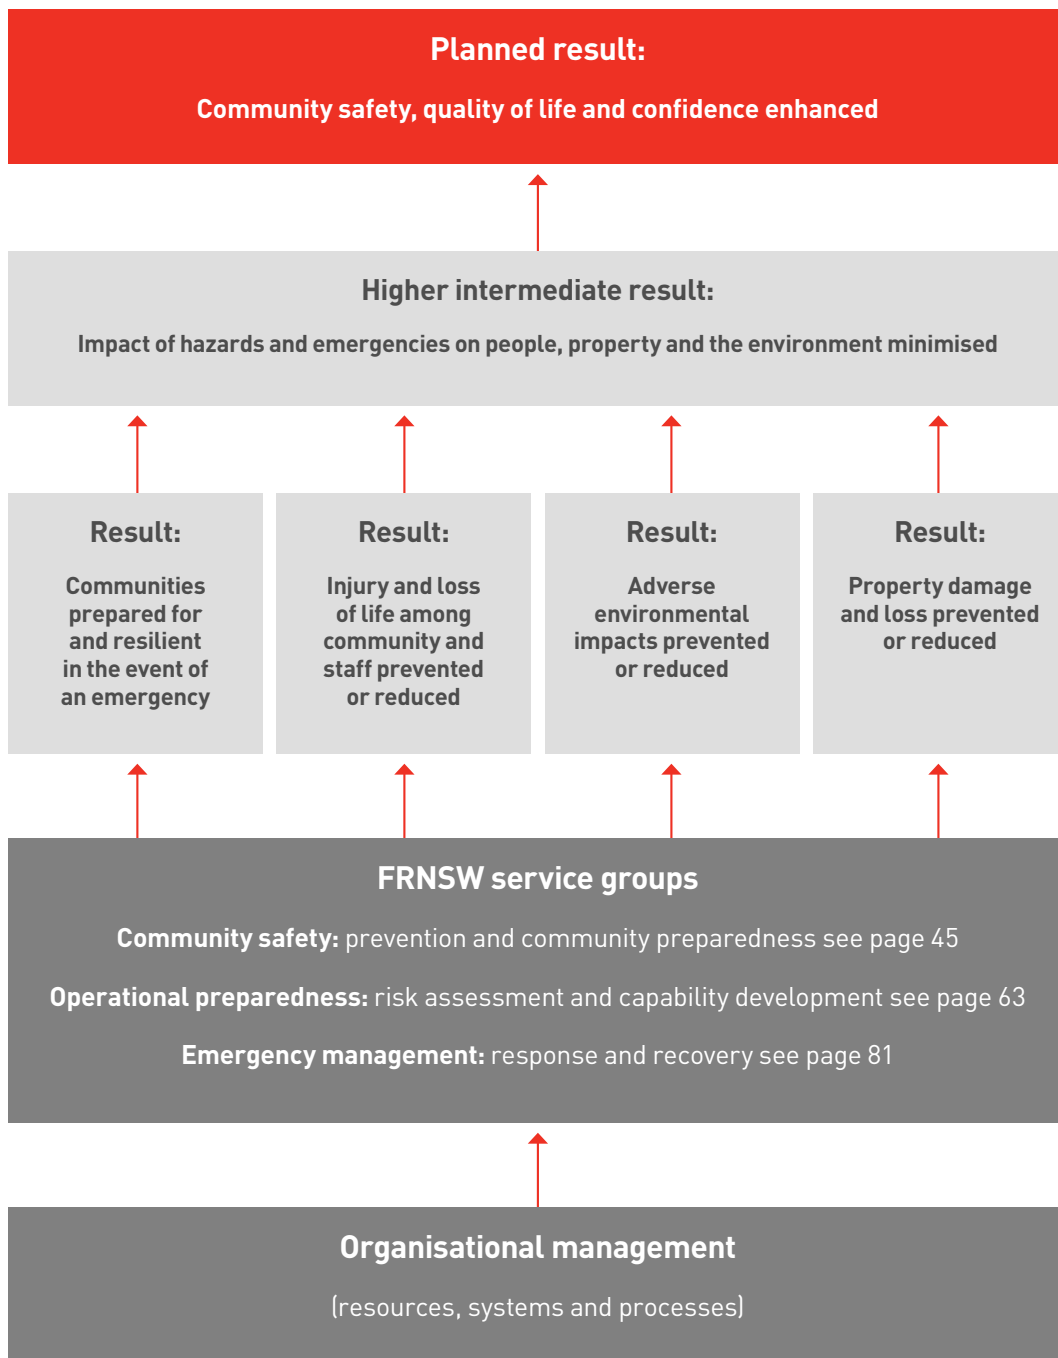 Planned result:
Community safety, quality of life and confidence enhanced
Higher intermediate result:
Impact of hazards and emergencies on people, property and the environment minimised
Result:
Communities
prepared for
and resilient
in the event of
an emergency
Result:
Injury and loss
of life among
community and
staff prevented
or reduced
Result:
Adverse
environmental
impacts prevented
or reduced
Result:
Property damage
and loss prevented
or reduced
FRNSW service groups
Community safety: prevention and community preparedness see page 45
Operational preparedness: risk assessment and capability development see page 63
Emergency management: response and recovery see page 81
Organisational management
(resources, systems and processes)